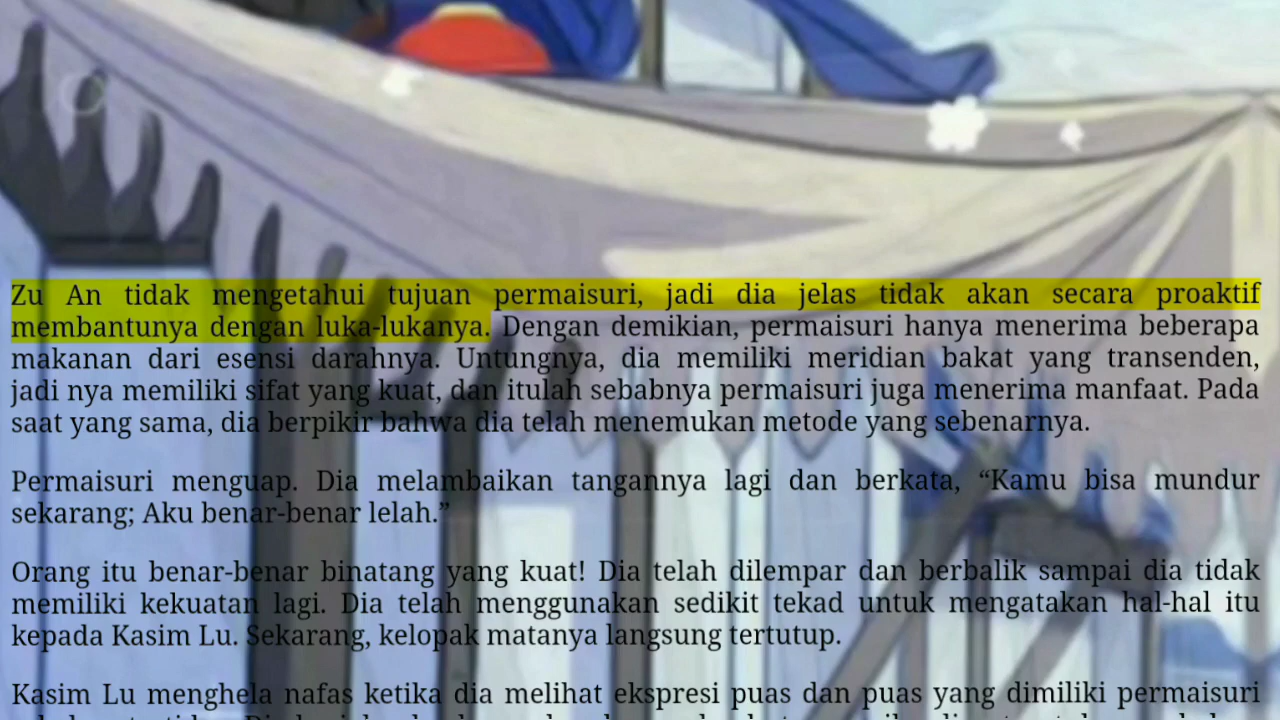 Zu An tidak mengetahui tujuan permaisuri, jadi dia jelas tidak akan secara proaktif
membantunya dengan luka-lukanya. Dengan demikian, permaisuri hanya menerima beberapa
makanan dari esensi darahnya. Untungnya, dia memiliki meridian bakat yang transenden,
jadi nya memiliki sifat yang kuat, dan itulah sebabnya permaisuri juga menerima manfaat. Pada
saat yang sama, dia berpikir bahwa dia telah menemukan metode yang sebenarnya.
Permaisuri menguap. Dia melambaikan tangannya lagi dan berkata, “Kamu bisa mundur
sekarang; Aku benar-benar lelah.”
Orang itu benar-benar binatang yang kuat! Dia telah dilempar dan berbalik sampai dia tidak
memiliki kekuatan lagi. Dia telah menggunakan sedikit tekad untuk mengatakan hal-hal itu
kepada Kasim Lu. Sekarang, kelopak matanya langsung tertutup.
Kasim Lu menghela nafas ketika dia melihat ekspresi puas dan puas yang dimiliki permaisuri